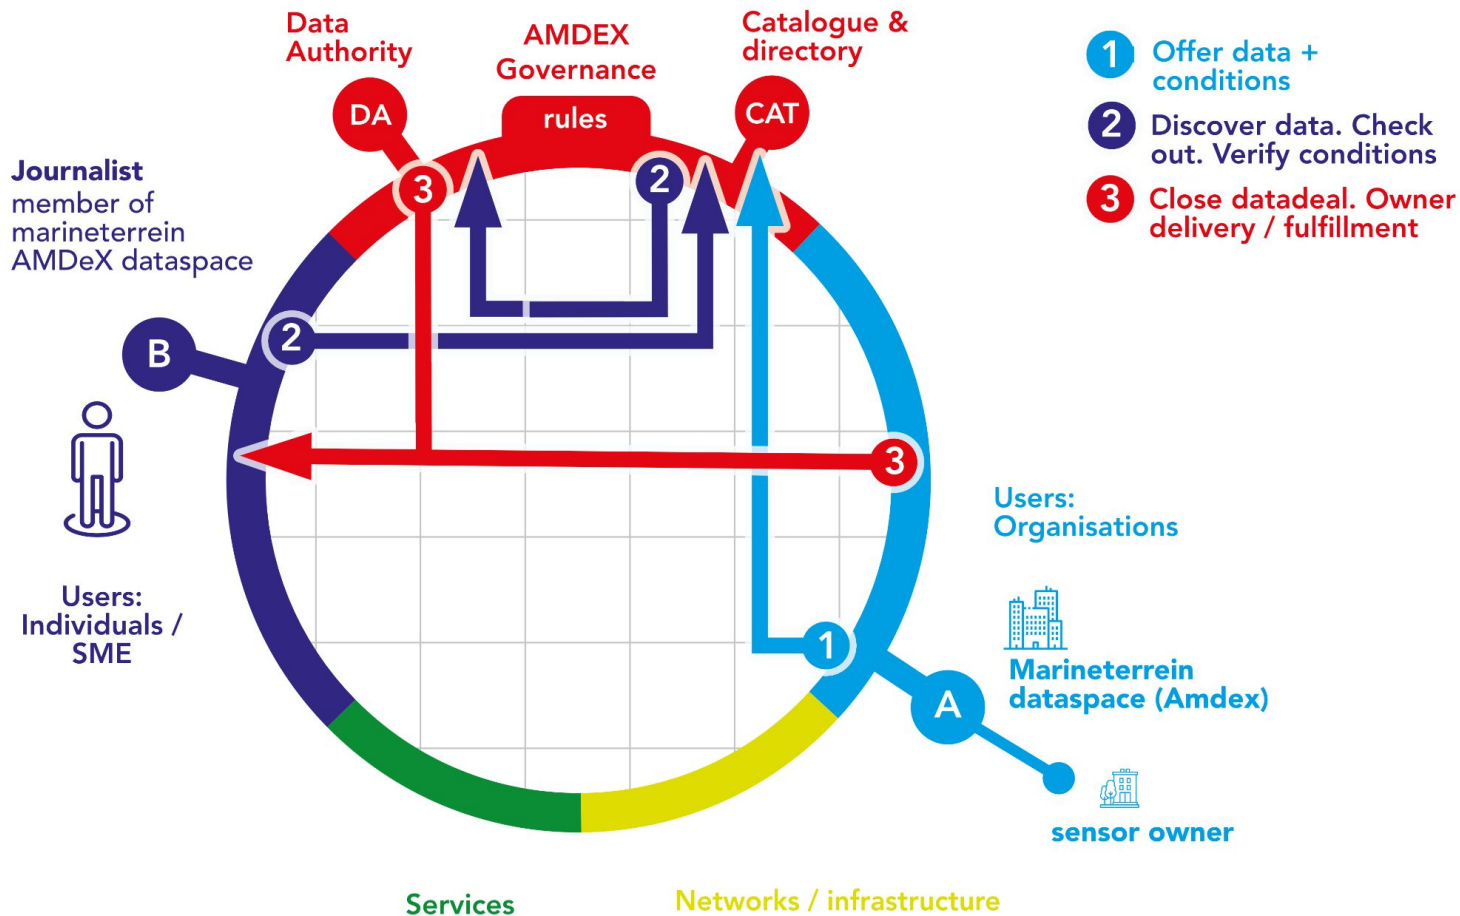 Data
Authority
AMDEX
Governance
Catalogue &
directory
DA
rules
CAT
1 Offer data +
conditions
2 Discover data. Check
out. Verify conditions
3 Close datadeal. Owner
delivery / fulfillment
Journalist
member of
marineterrein
AMDeX dataspace
3
2
2
B
3
Users:
Organisations
Users:
Individuals /
SME
1
Marineterrein
dataspace (Amdex)
A
sensor owner
Services
Networks / infrastructure